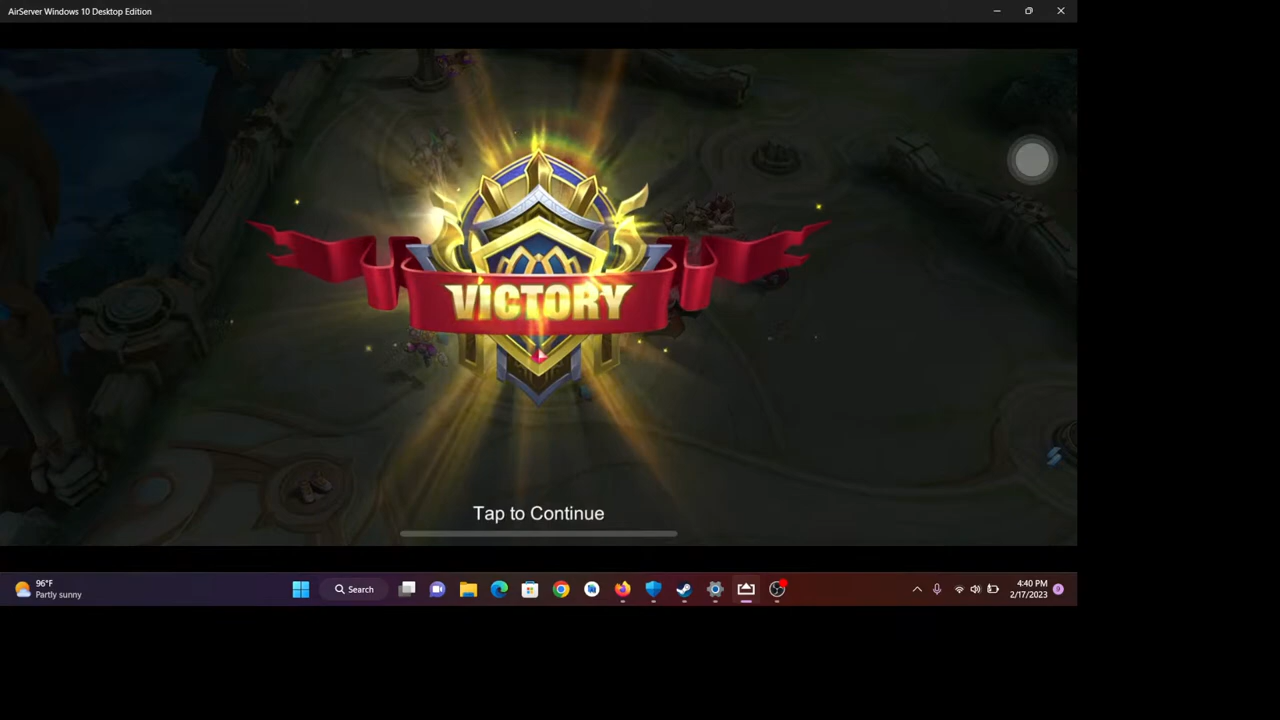 AirServer Windows 10 Desktop Edition
VICTORY
Tap to Continue
96°F
Partly sunny
Search
4:40 PM
2/17/2023